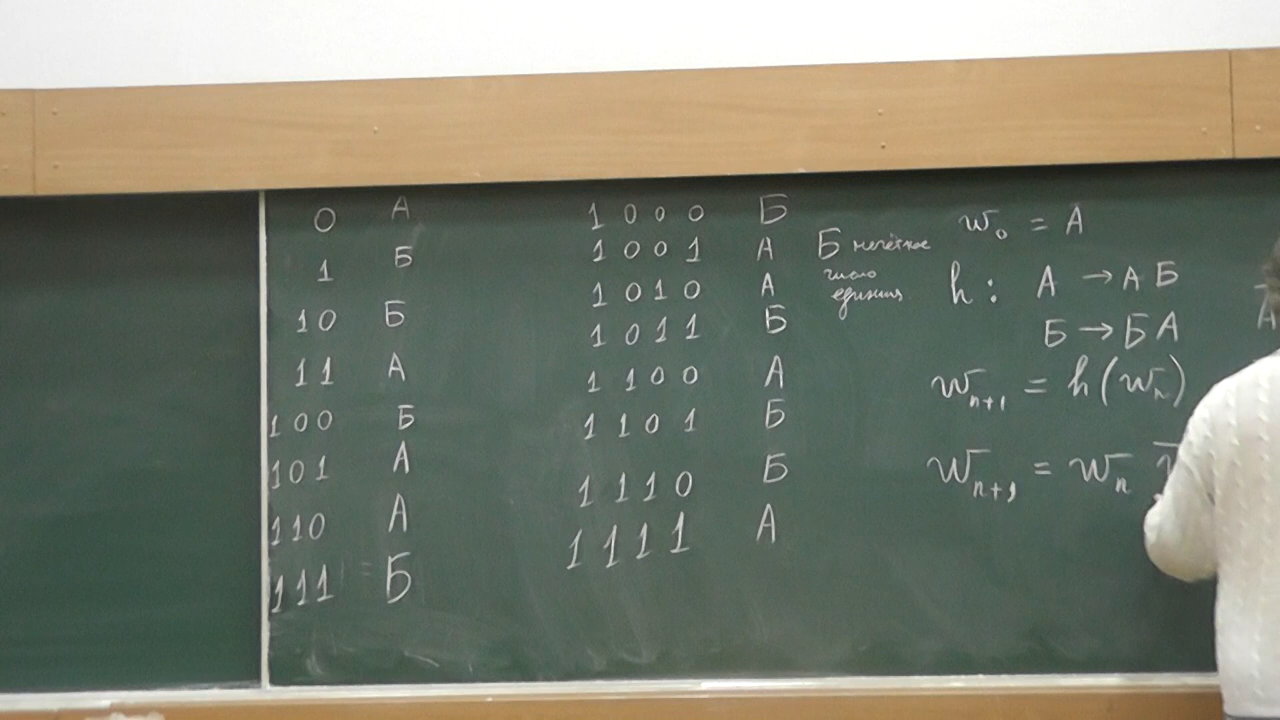 0 А
1 Б
10 Б
11 А
100 Б
101 А
110 А
111 Б
1000 Б
1001 А
1010 А
1011 Б
1100 А
1101 Б
1110 Б
1111 А
Б нечётное
число
единиц
w₀ = А
h: А → А Б
Б → Б А
wₙ₊₁ = h(wₙ)
wₙ₊₁ = wₙ